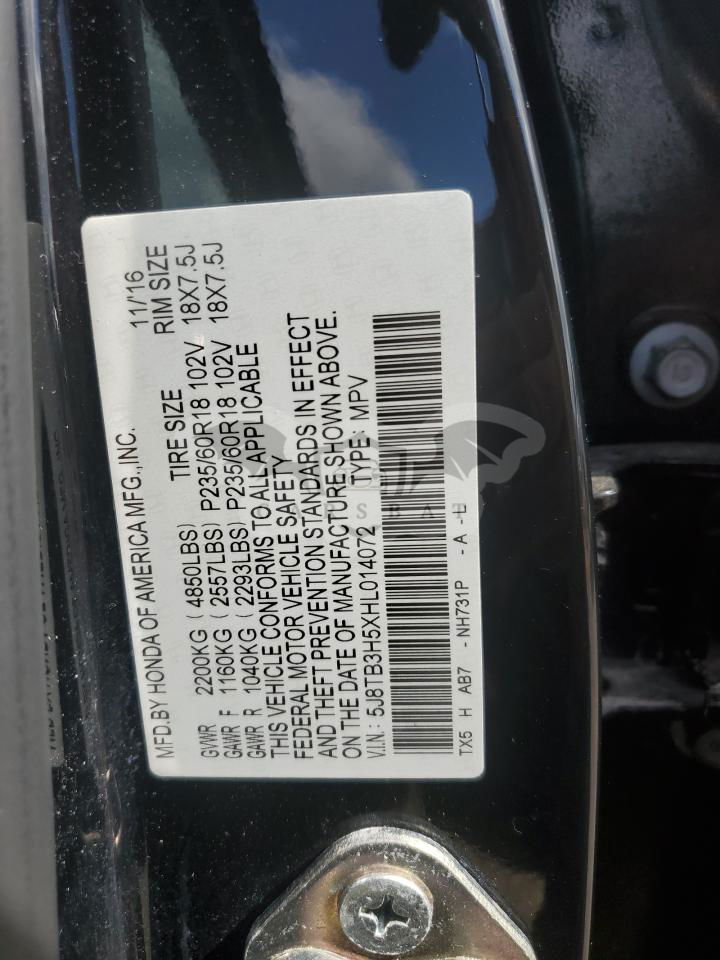 MFD.BY HONDA OF AMERICA MFG.,INC. 11/'16
TIRE SIZE RIM SIZE
GVWR 2200KG (4850LBS)
GAWR F 1160KG (2557LBS) P235/60R18 102V 18X7.5J
GAWR R 1040KG (2293LBS) P235/60R18 102V 18X7.5J
THIS VEHICLE CONFORMS TO ALL APPLICABLE
FEDERAL MOTOR VEHICLE SAFETY
AND THEFT PREVENTION STANDARDS IN EFFECT
ON THE DATE OF MANUFACTURE SHOWN ABOVE.
V.I.N.: 5J8TB3H5XHL014072 TYPE: MPV
TX5 H AB7 - NH731P - A -